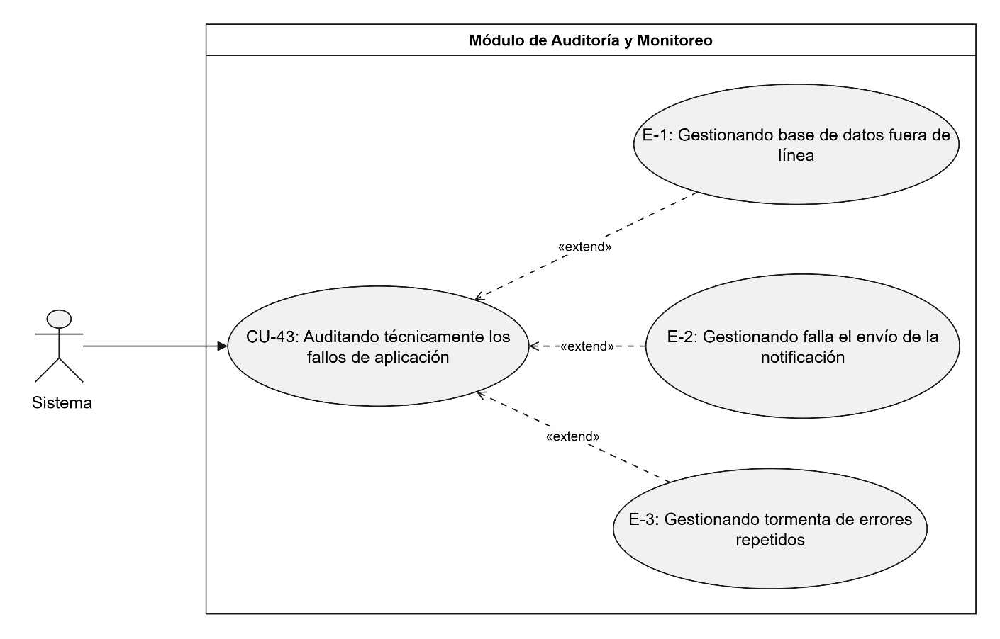 Módulo de Auditoría y Monitoreo
E-1: Gestionando base de datos fuera de
línea
«extend»
CU-43: Auditando técnicamente los
fallos de aplicación
«extend»
E-2: Gestionando falla el envío de la
notificación
Sistema
«extend»
E-3: Gestionando tormenta de errores
repetidos